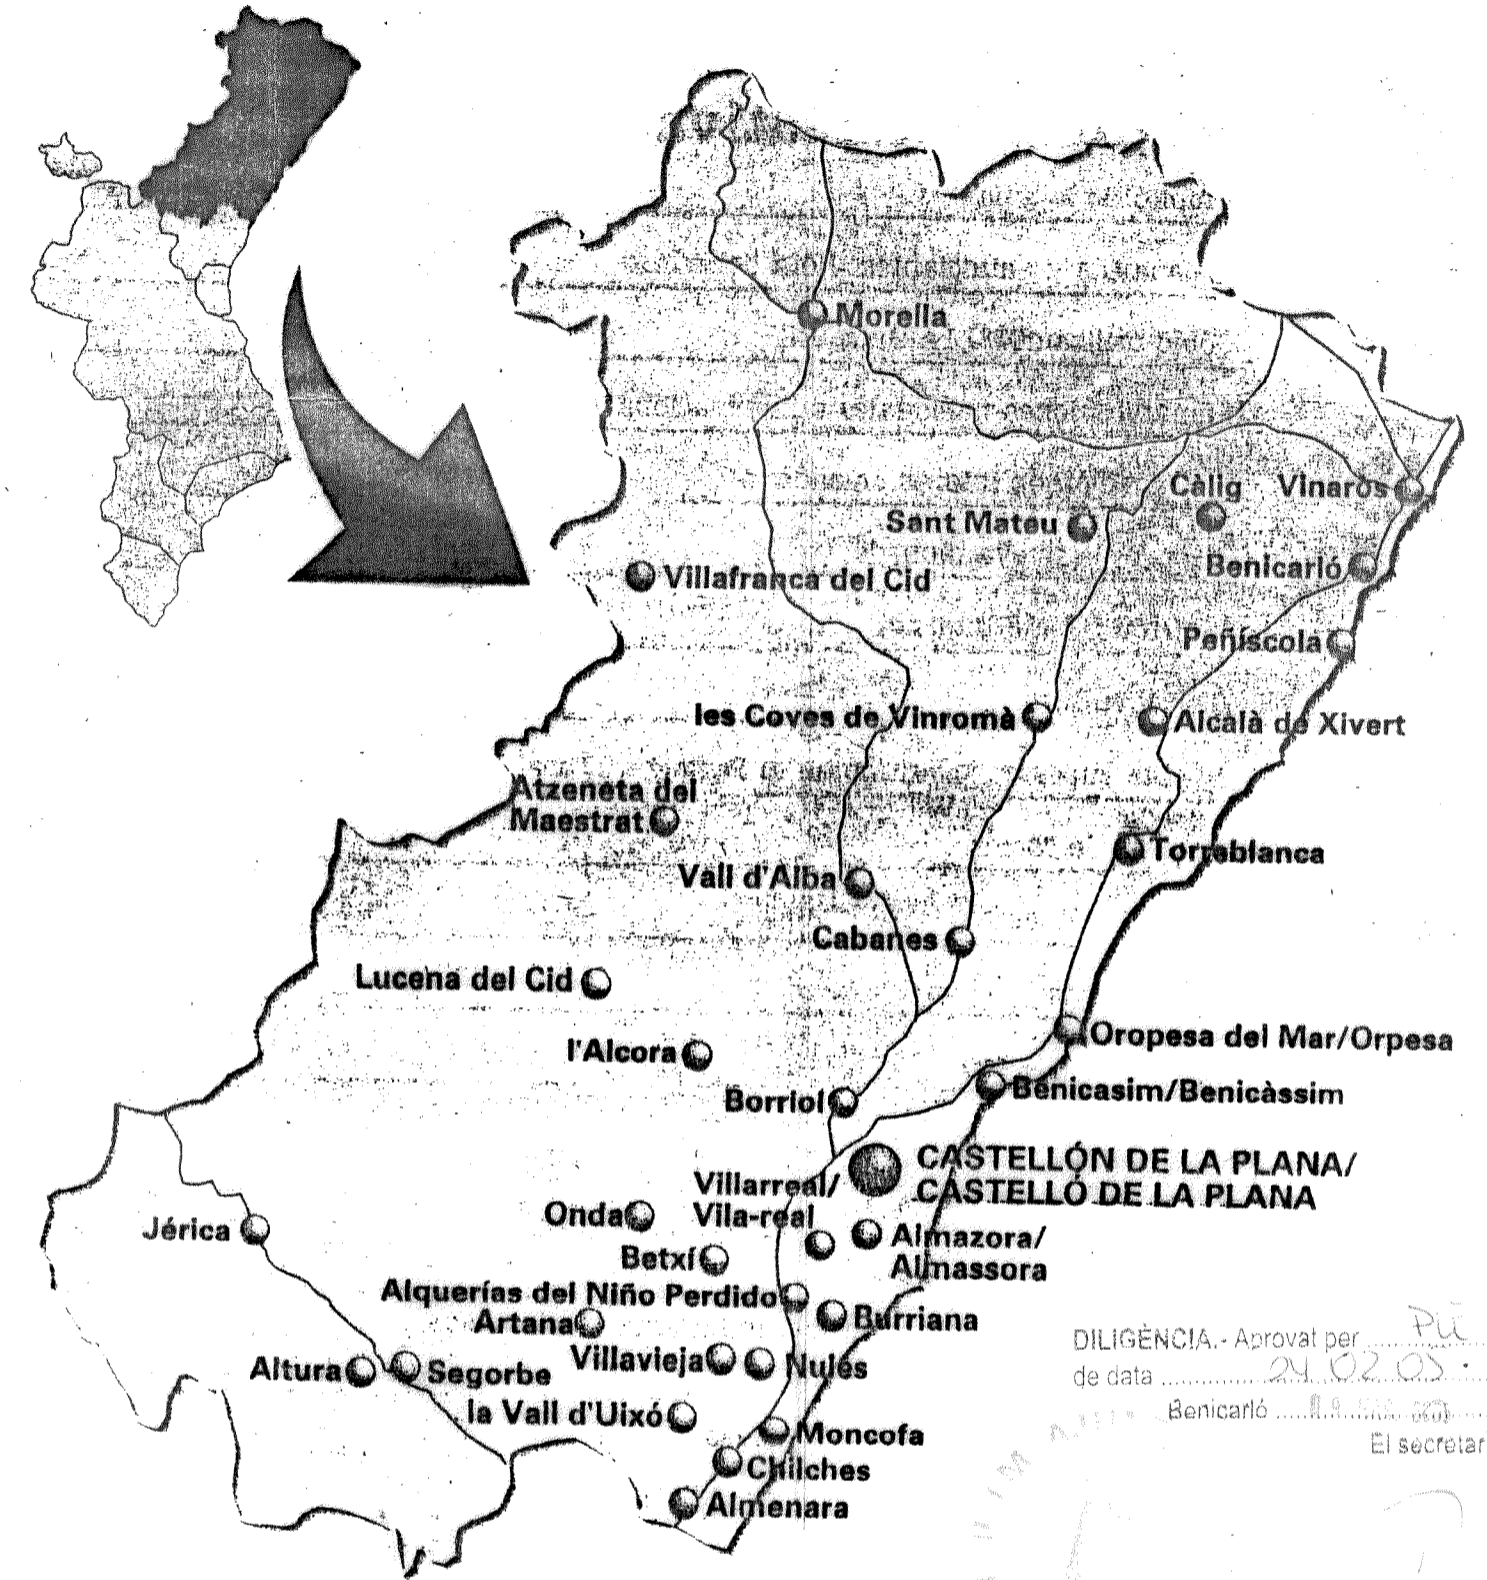 Morella
Càlig
Vinaròs
Sant Mateu
Villafranca del Cid
Benicarló
Peñíscola
les Coves de Vinromà
Alcalà de Xivert
Atzeneta del
Maestrat
Torreblanca
Vall d'Alba
Cabanes
Lucena del Cid
Oropesa del Mar/Orpesa
l'Alcora
Borriol
Benicasim/Benicàssim
CASTELLÓN DE LA PLANA/
CASTELLÓ DE LA PLANA
Villarreal/
Vila-real
Onda
Jérica
Almazora/
Almassora
Betxí
Alquerías del Niño Perdido
Artana
Burriana
Villavieja
Nules
Altura
Segorbe
la Vall d'Uixó
Moncofa
Chilches
Almenara
DILIGÈNCIA.- Aprovat per
de data 24 02 05
Benicarló
El secretar